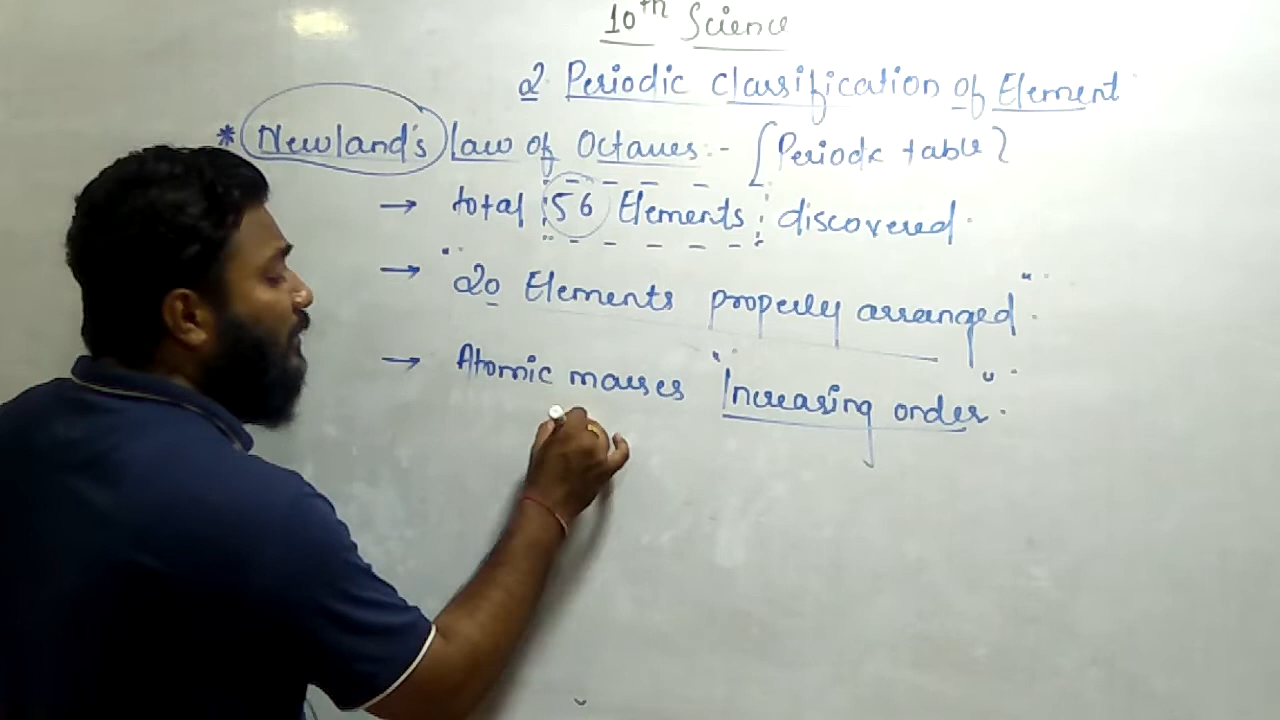 10th Science
2 Periodic Classification of Element
* Newland's law of Octaves :- [Periodic table]
→ total 56 Elements discovered.
→ "20 Elements properly arranged".
→ Atomic masses "Increasing order".